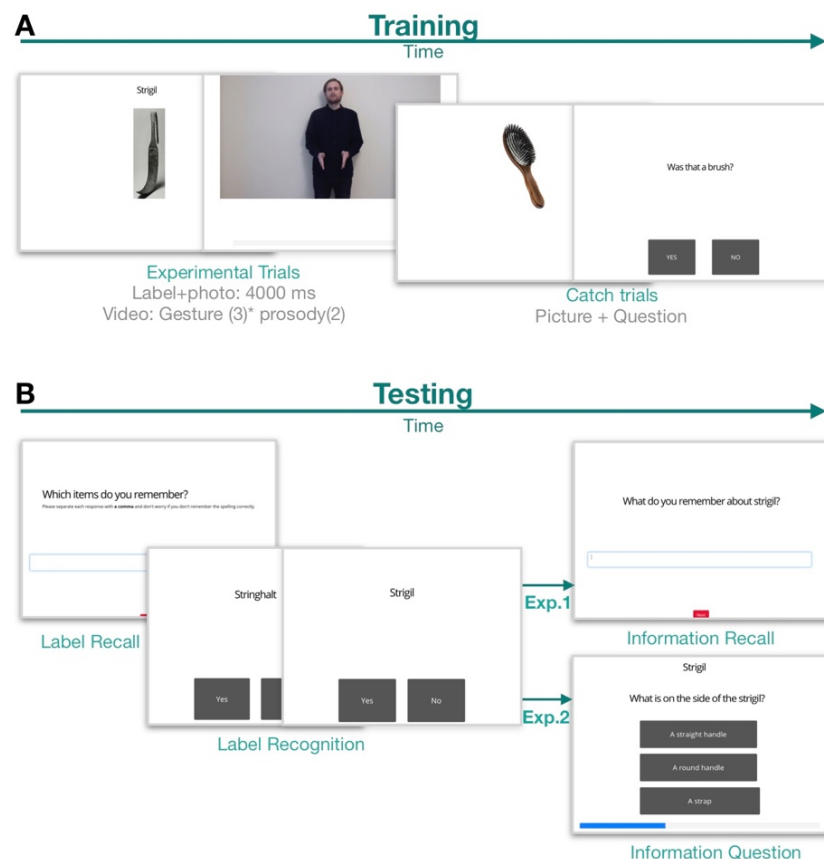 A
Training
Time
Strigil
Was that a brush?
YES
NO
Experimental Trials
Label+photo: 4000 ms
Video: Gesture (3)* prosody(2)
Catch trials
Picture + Question
B
Testing
Time
Which items do you remember?
Please separate each response with a comma and don't worry if you don't remember the spelling correctly.
Label Recall
Stringhalt
Yes
Strigil
Yes
No
Label Recognition
Exp.1
What do you remember about strigil?
Information Recall
Exp.2
Strigil
What is on the side of the strigil?
A straight handle
A round handle
A strap
Information Question